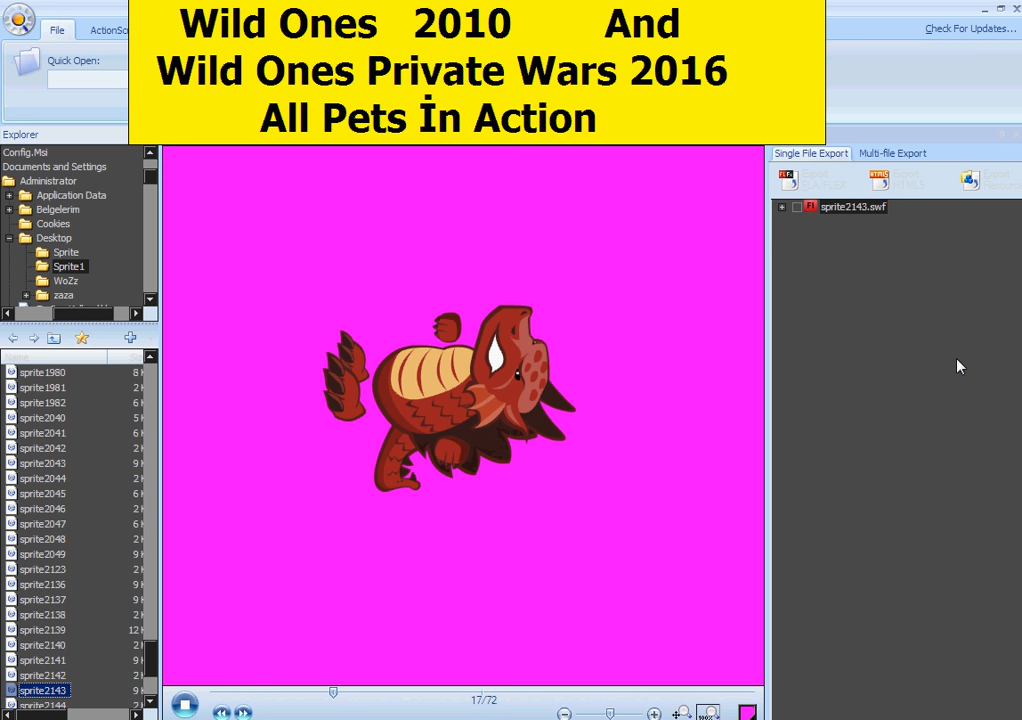 Wild Ones 2010 And
Wild Ones Private Wars 2016
All Pets İn Action
File
Check For Updates...
Quick Open:
Explorer
Config.Msi
Documents and Settings
Administrator
Application Data
Belgelerim
Cookies
Desktop
Sprite
Sprite1
WoZz
zaza
Single File Export Multi-file Export
sprite2143.swf
Name
sprite1980
sprite1981
sprite1982
sprite2040
sprite2041
sprite2042
sprite2043
sprite2044
sprite2045
sprite2046
sprite2047
sprite2048
sprite2049
sprite2123
sprite2136
sprite2137
sprite2138
sprite2139
sprite2140
sprite2141
sprite2142
sprite2143
sprite2144
17/72